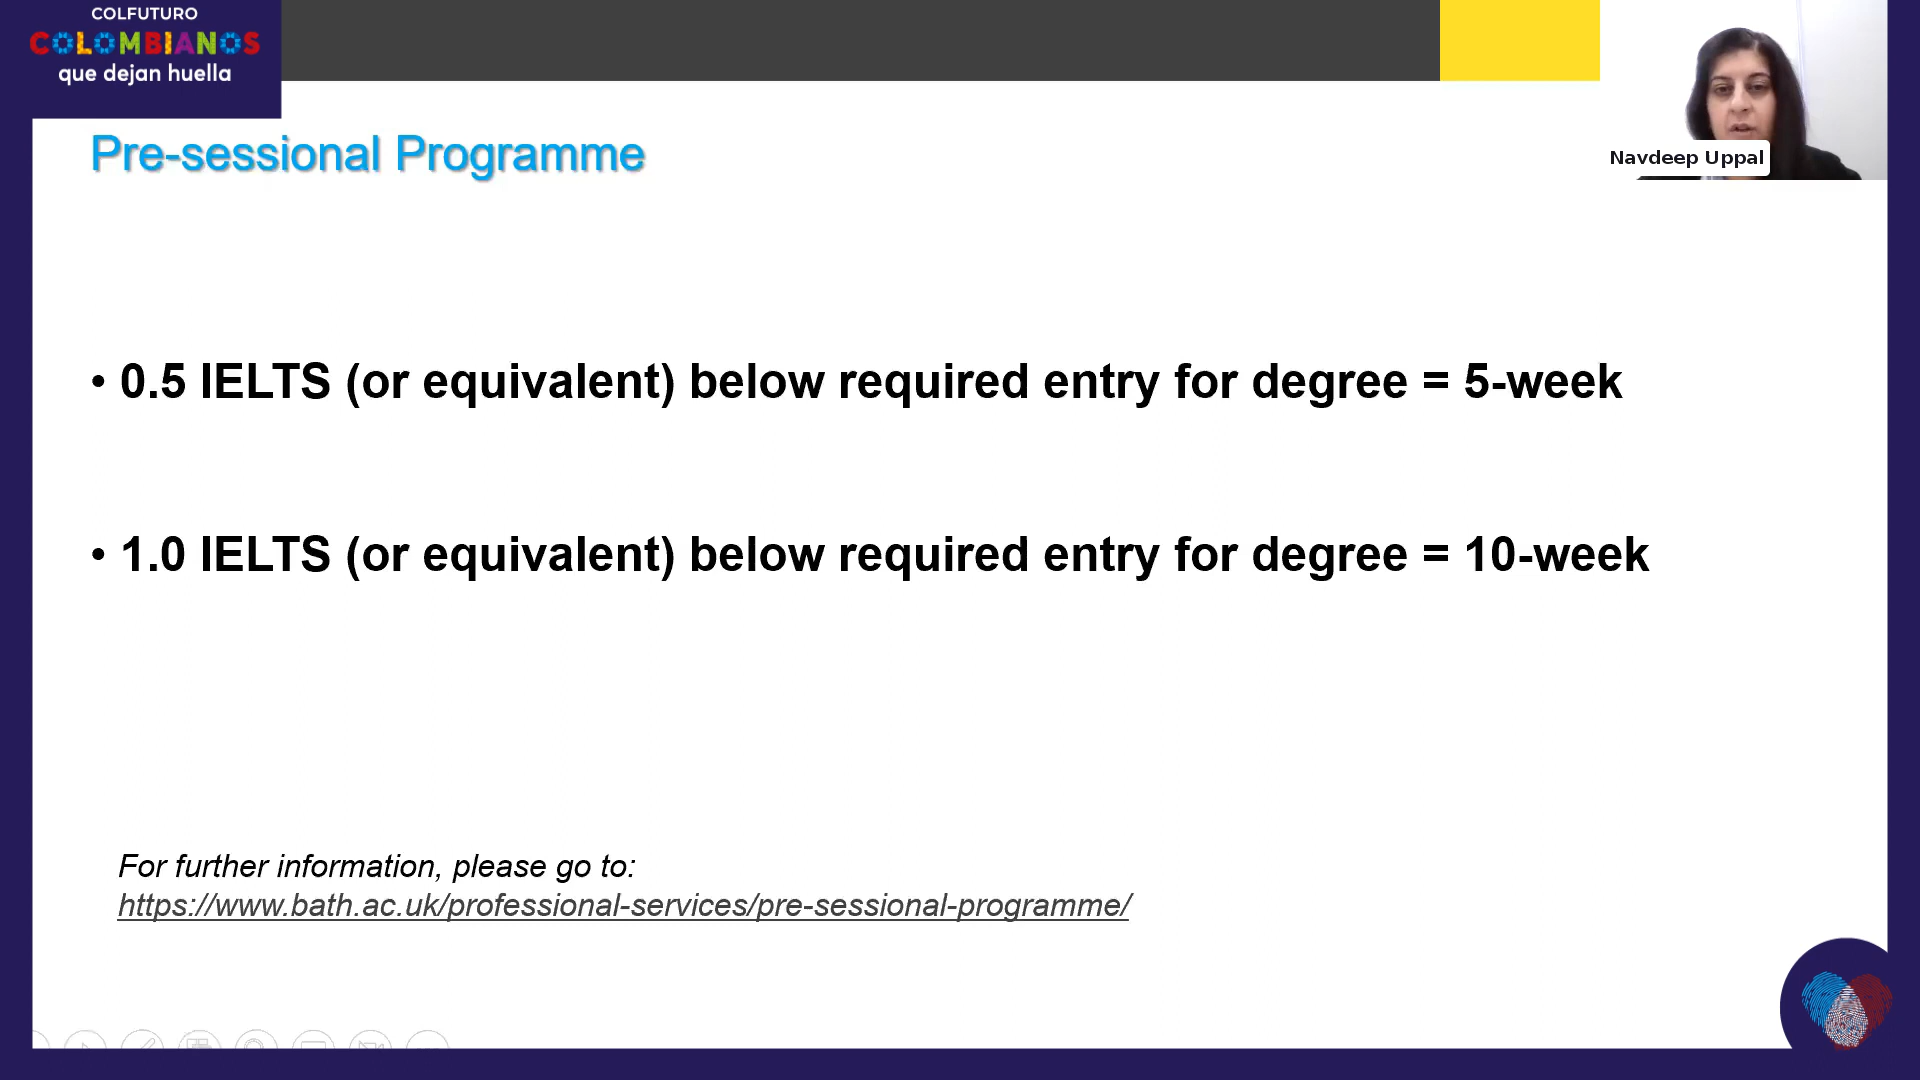 COLFUTURO
COLOMBIANOS
que dejan huella
Navdeep Uppal
Pre-sessional Programme
• 0.5 IELTS (or equivalent) below required entry for degree = 5-week
• 1.0 IELTS (or equivalent) below required entry for degree = 10-week
For further information, please go to:
https://www.bath.ac.uk/professional-services/pre-sessional-programme/